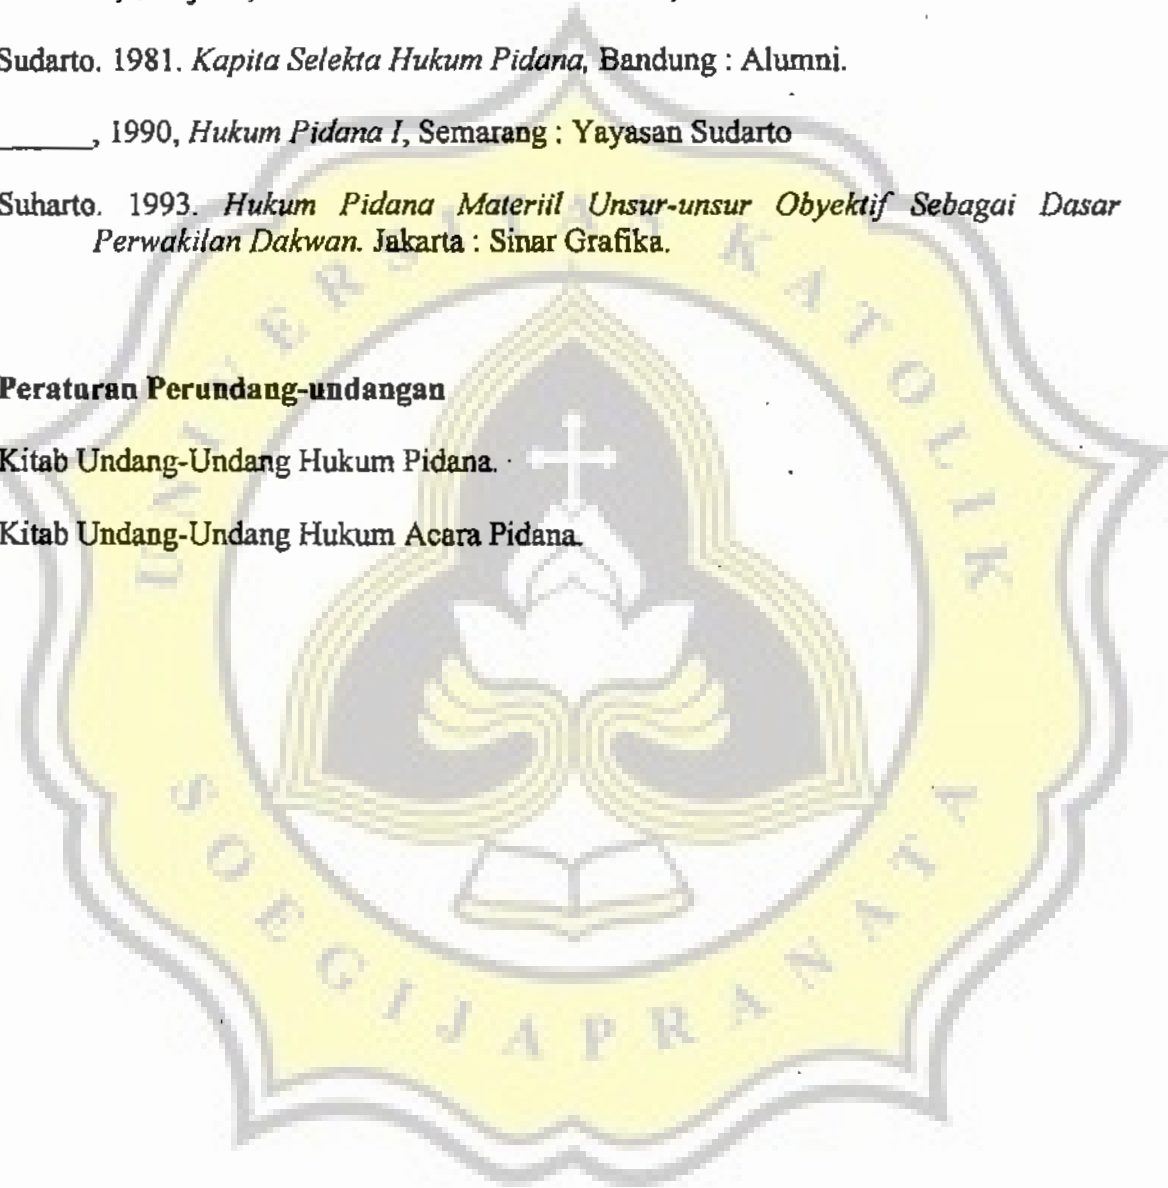 Sudarto. 1981. Kapita Selekta Hukum Pidana, Bandung : Alumni.
______, 1990, Hukum Pidana I, Semarang : Yayasan Sudarto
Suharto. 1993. Hukum Pidana Materiil Unsur-unsur Obyektif Sebagai Dasar
Perwakilan Dakwan. Jakarta : Sinar Grafika.
Peraturan Perundang-undangan
Kitab Undang-Undang Hukum Pidana.
Kitab Undang-Undang Hukum Acara Pidana.
UNIVERSITAS KATOLIK
SOEGIJAPRANATA